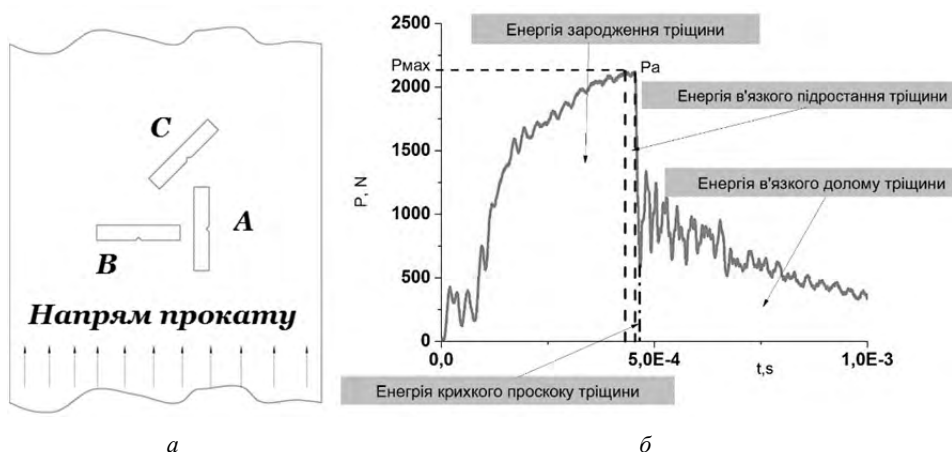 C
A
B
Напрям прокату
а
2500
2000
1500
1000
500
0
P, N
Pмах
Pa
Енергія зародження тріщини
Енергія в'язкого підростання тріщини
Енергія в'язкого долому тріщини
0,0
5,0E-4
1,0E-3
t,s
Енегрія крихкого проскоку тріщини
б